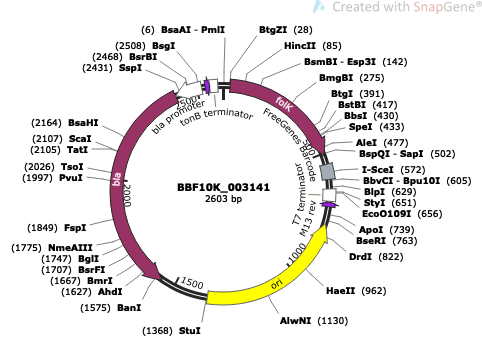 Created with SnapGene®
(6) BsaAI - PmlI
BtgZI (28)
(2508) BsgI
HincII (85)
(2468) BsrBI
BsmBI - Esp3I (142)
(2431) SspI
BmgBI (275)
BtgI (391)
BstBI (417)
BbsI (430)
SpeI (433)
AleI (477)
BspQI - SapI (502)
I-SceI (572)
BbvCI - Bpu10I (605)
BlpI (629)
StyI (651)
EcoO109I (656)
ApoI (739)
BseRI (763)
DrdI (822)
HaeII (962)
AlwNI (1130)
(1368) StuI
(1575) BanI
(1627) AhdI
(1667) BmrI
(1707) BsrFI
(1747) BglI
(1775) NmeAIII
(1849) FspI
(1997) PvuI
(2026) TsoI
(2105) TatI
(2107) ScaI
(2164) BsaHI
bla promoter
tonB terminator
folK
FreeGenes Barcode
T7 terminator
M13 rev
ori
bla
500
1000
1500
2000
2500
BBF10K_003141
2603 bp